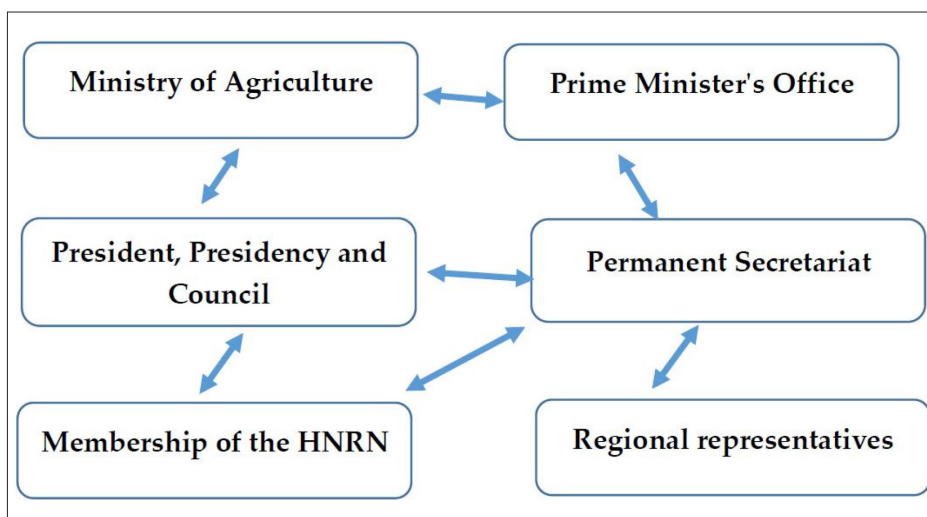 Ministry of Agriculture
Prime Minister's Office
President, Presidency and
Council
Permanent Secretariat
Membership of the HNRN
Regional representatives